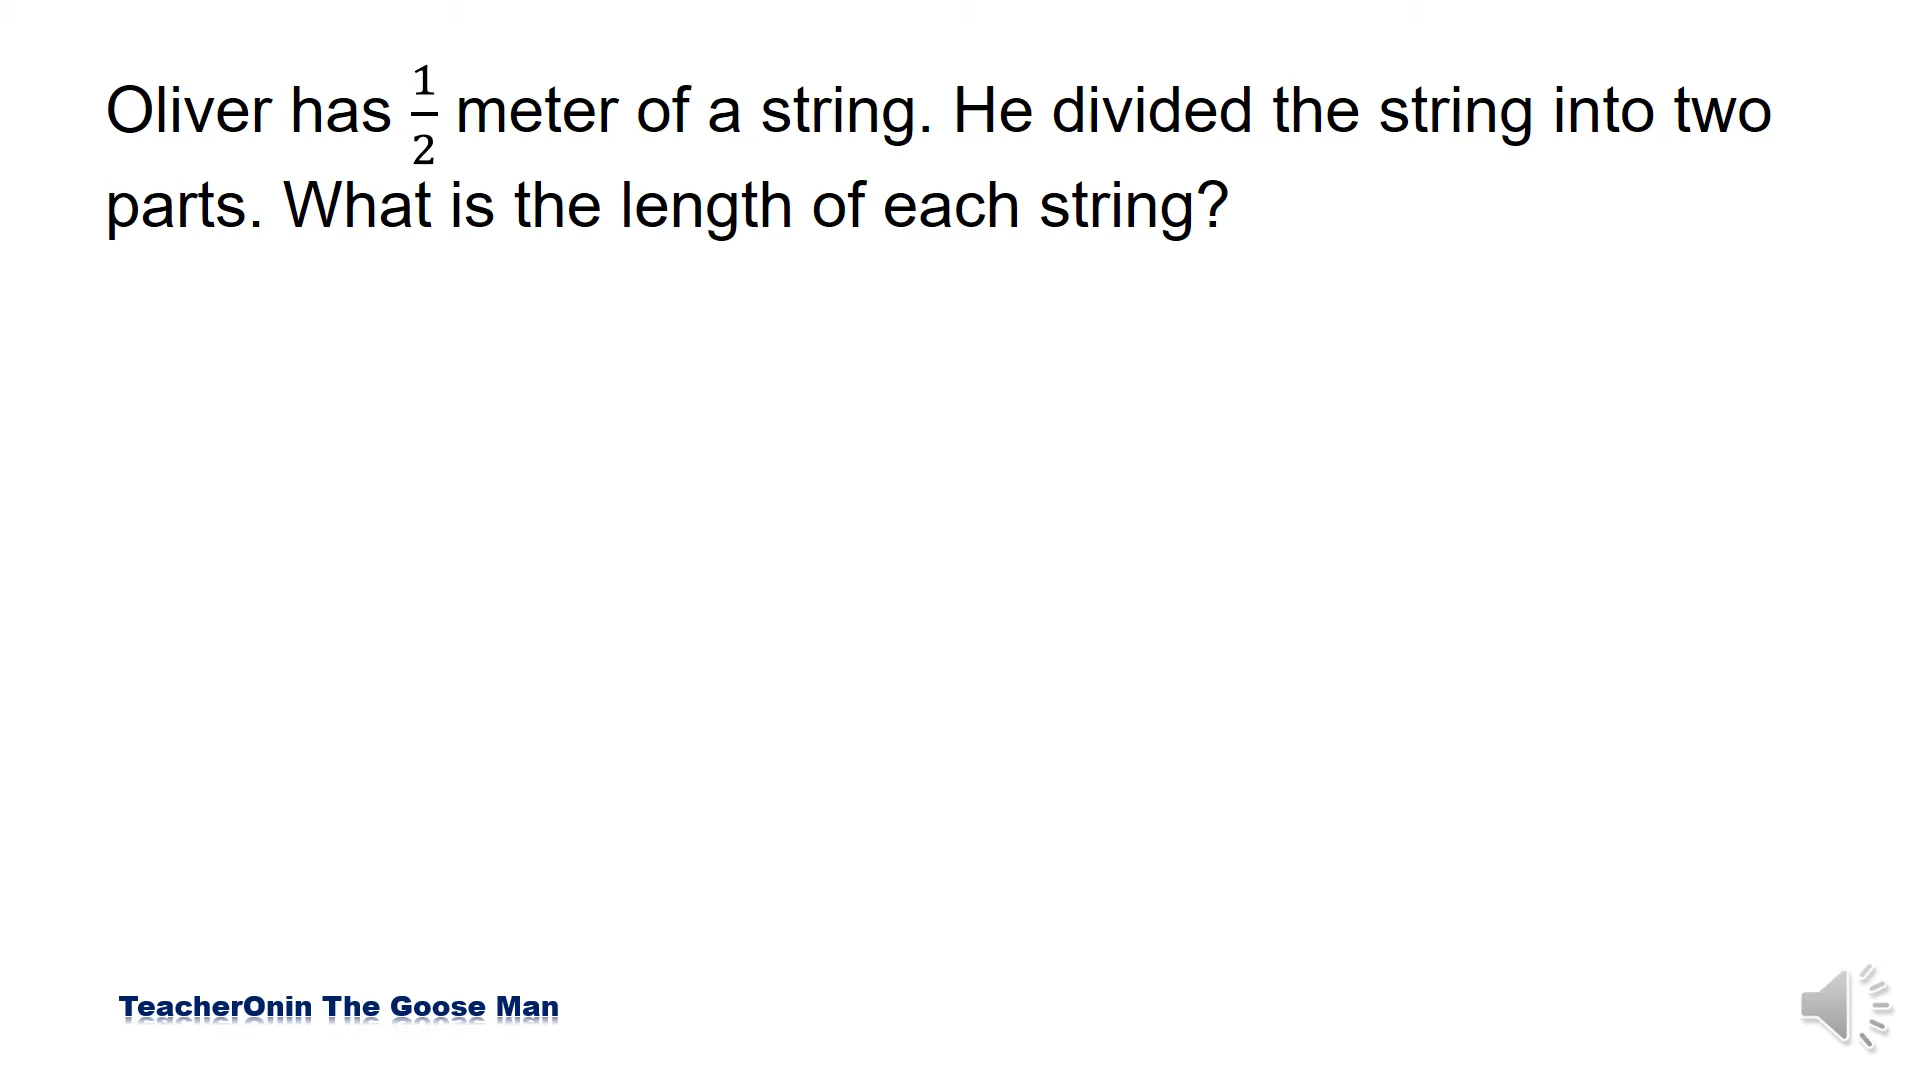 Oliver has 1/2 meter of a string. He divided the string into two
parts. What is the length of each string?
TeacherOnin The Goose Man